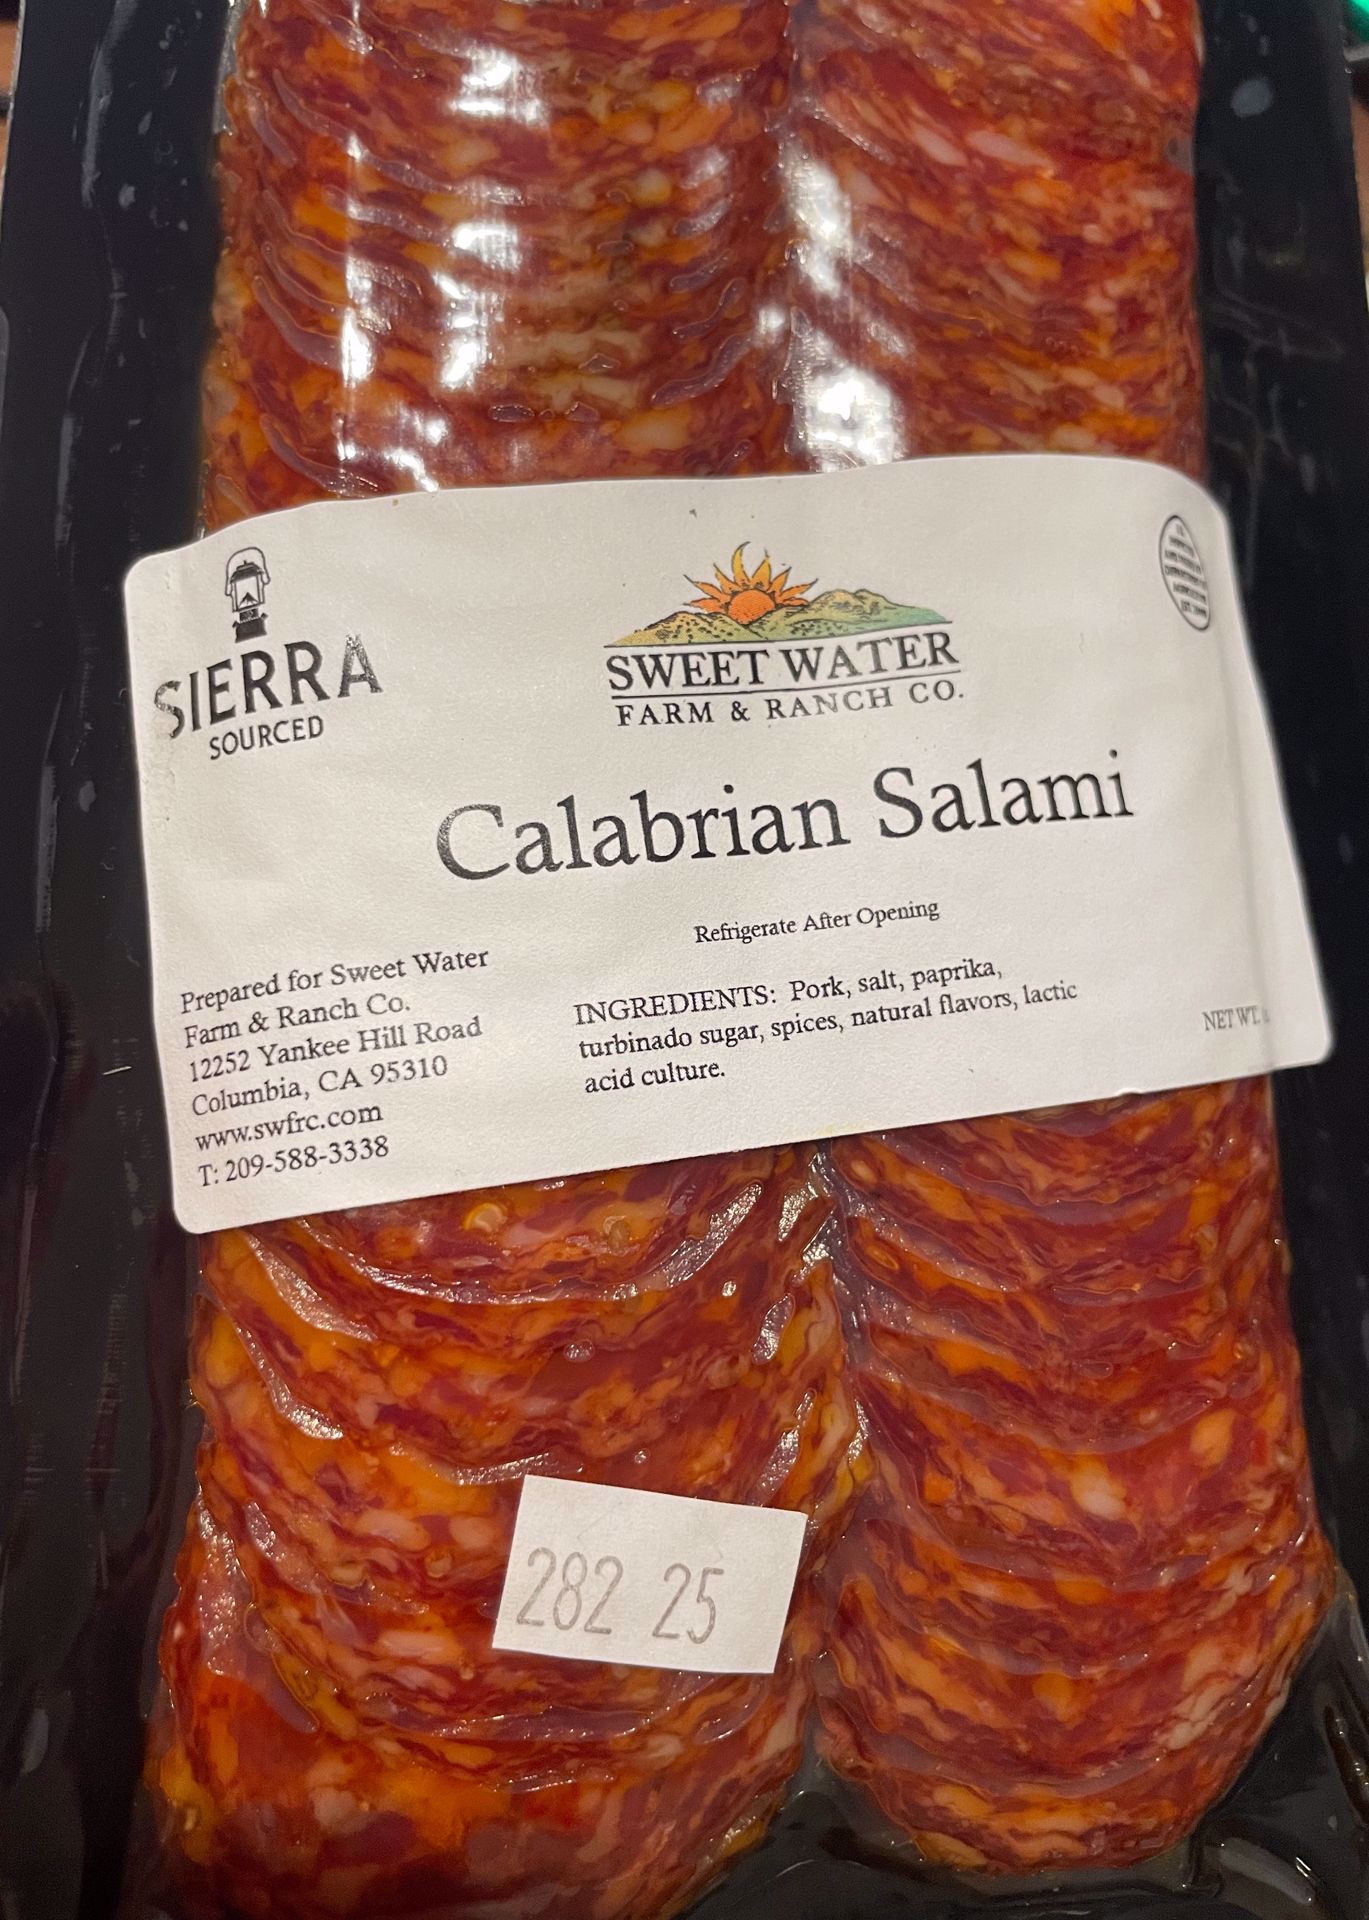 SIERRA
SOURCED
SWEET WATER
FARM & RANCH CO.
Calabrian Salami
Refrigerate After Opening
Prepared for Sweet Water
Farm & Ranch Co.
12252 Yankee Hill Road
Columbia, CA 95310
www.swfrc.com
T: 209-588-3338
INGREDIENTS: Pork, salt, paprika,
turbinado sugar, spices, natural flavors, lactic
acid culture.
NET WT.
282 25